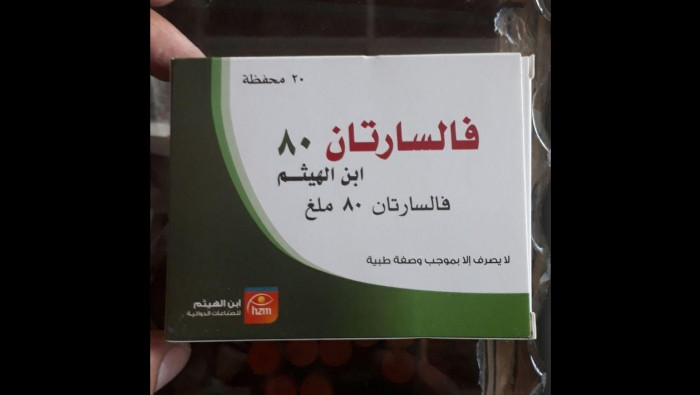 ٢٠ محفظة
فالسارتان ٨٠
ابن الهيثم
فالسارتان ٨٠ ملغ
لا يصرف إلا بموجب وصفة طبية
ابن الهيثم
للصناعات الدوائية
hzm